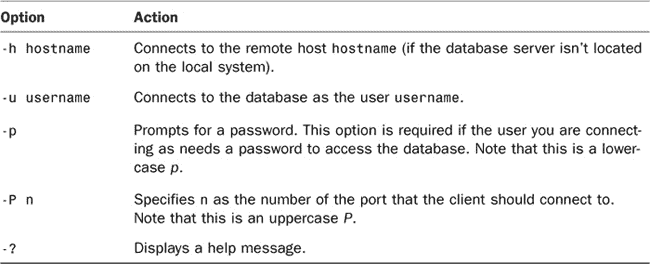 Option Action
-h hostname Connects to the remote host hostname (if the database server isn't located
on the local system).
-u username Connects to the database as the user username.
-p Prompts for a password. This option is required if the user you are connect-
ing as needs a password to access the database. Note that this is a lower-
case p.
-P n Specifies n as the number of the port that the client should connect to.
Note that this is an uppercase P.
-? Displays a help message.